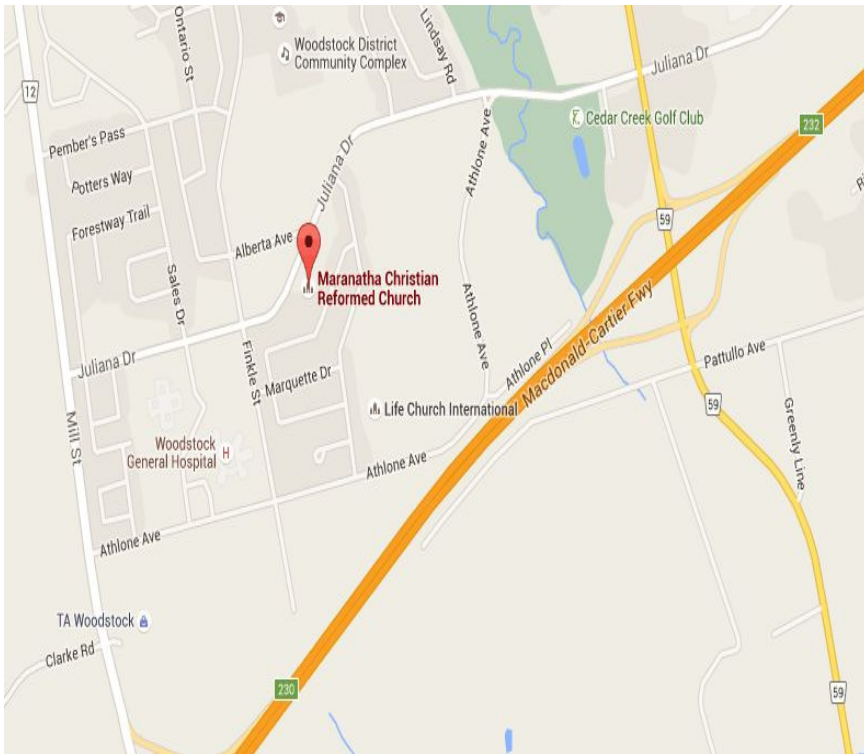 Ontario St
Woodstock District
Community Complex
Lindsay Rd
Juliana Dr
12
Cedar Creek Golf Club
232
Pember's Pass
Athlone Ave
Potters Way
Juliana Dr
Forestway Trail
59
Alberta Ave
Maranatha Christian
Reformed Church
Sales Dr
Athlone Ave
Macdonald-Cartier Fwy
Juliana Dr
Finkle St
Athlone Pl
Pattullo Ave
Marquette Dr
Life Church International
59
Greenly Line
Mill St
Woodstock
General Hospital
H
Athlone Ave
Athlone Ave
TA Woodstock
Clarke Rd
230
59